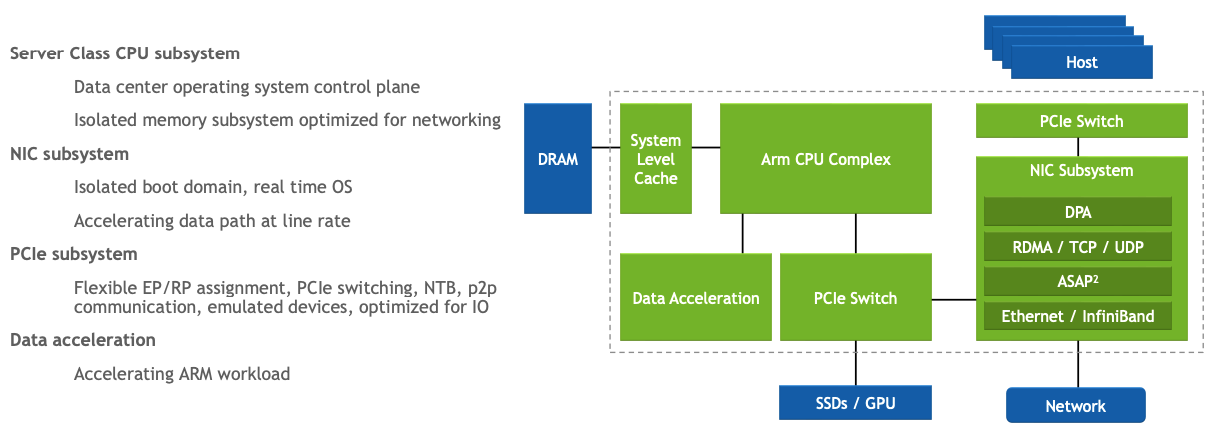 Server Class CPU subsystem
Data center operating system control plane
Isolated memory subsystem optimized for networking
NIC subsystem
Isolated boot domain, real time OS
Accelerating data path at line rate
PCIe subsystem
Flexible EP/RP assignment, PCIe switching, NTB, p2p
communication, emulated devices, optimized for IO
Data acceleration
Accelerating ARM workload
Host
DRAM
System
Level
Cache
Arm CPU Complex
PCIe Switch
NIC Subsystem
DPA
RDMA / TCP / UDP
ASAP²
Ethernet / InfiniBand
Data Acceleration
PCIe Switch
SSDs / GPU
Network